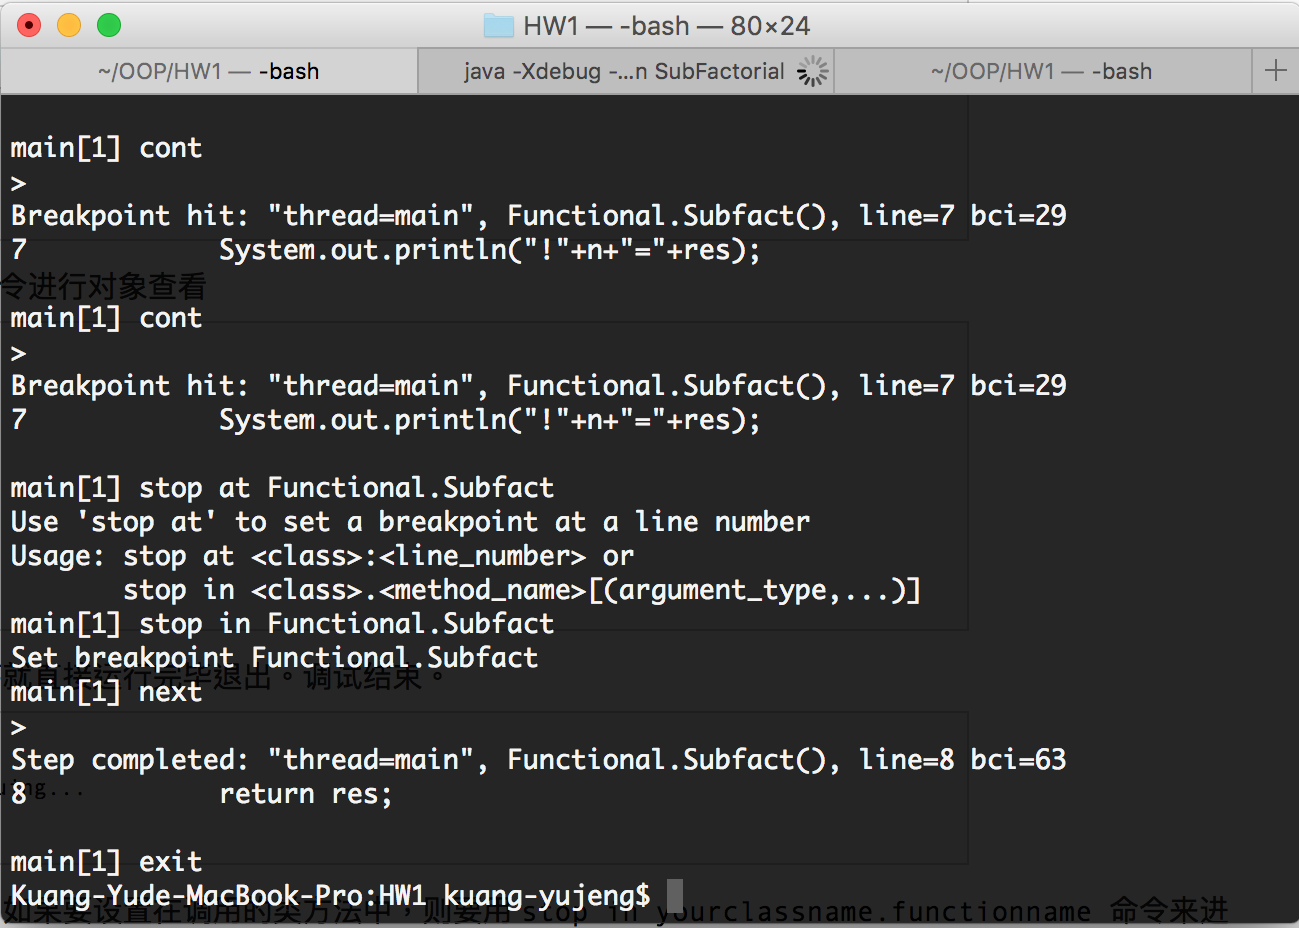 HW1 — -bash — 80×24
~/OOP/HW1 — -bash
java -Xdebug -...n SubFactorial
~/OOP/HW1 — -bash
main[1] cont
>
Breakpoint hit: "thread=main", Functional.Subfact(), line=7 bci=29
7            System.out.println("!"+n+"="+res);
令进行对象查看
main[1] cont
>
Breakpoint hit: "thread=main", Functional.Subfact(), line=7 bci=29
7            System.out.println("!"+n+"="+res);
main[1] stop at Functional.Subfact
Use 'stop at' to set a breakpoint at a line number
Usage: stop at <class>:<line_number> or
       stop in <class>.<method_name>[(argument_type,...)]
main[1] stop in Functional.Subfact
Set breakpoint Functional.Subfact
就直接运行完毕退出。调试结束。
main[1] next
>
Step completed: "thread=main", Functional.Subfact(), line=8 bci=63
8            return res;
main[1] exit
Kuang-Yude-MacBook-Pro:HW1 kuang-yujeng$
如果要设置在调用的类方法中，则要用 stop in yourclassname.functionname 命令来进